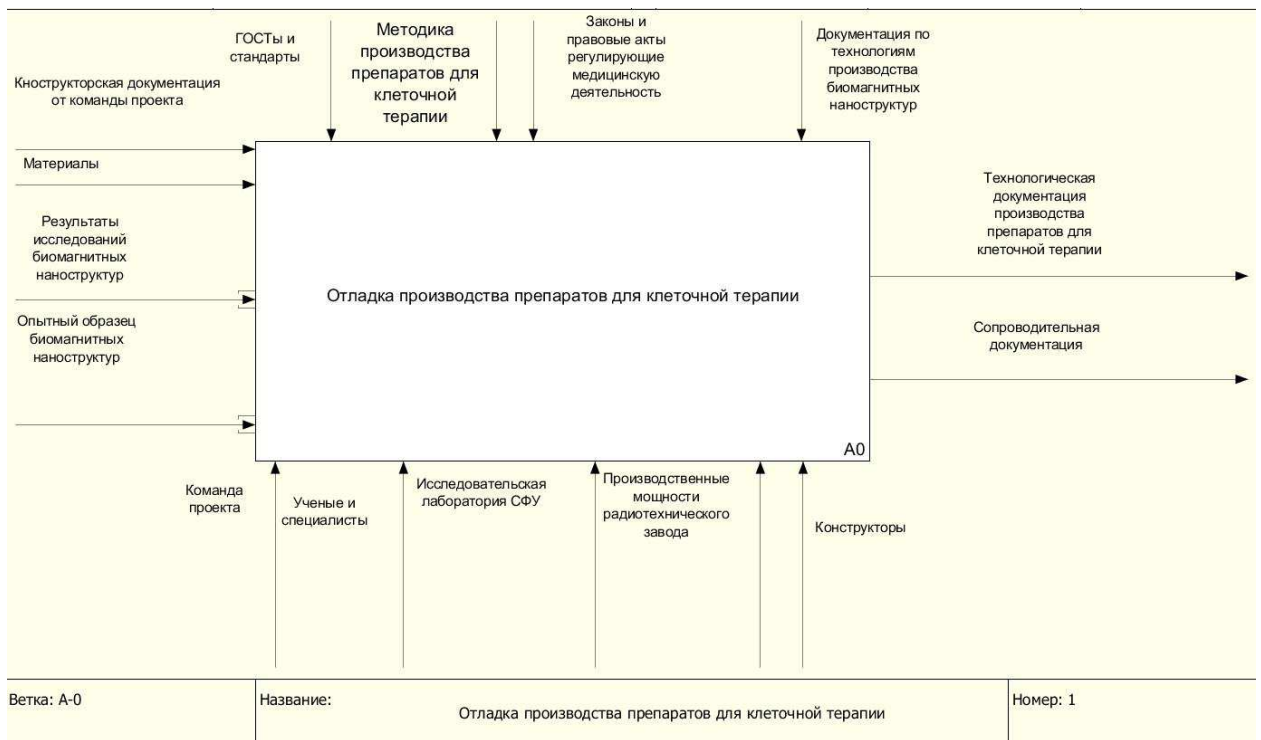 ГОСТы и
стандарты
Методика
производства
препаратов для
клеточной
терапии
Законы и
правовые акты
регулирующие
медицинскую
деятельность
Документация по
технологиям
производства
биомагнитных
наноструктур
Кнострукторская документация
от команды проекта
Материалы
Результаты
исследований
биомагнитных
наноструктур
Опытный образец
биомагнитных
наноструктур
Отладка производства препаратов для клеточной терапии
A0
Технологическая
документация
производства
препаратов для
клеточной терапии
Сопроводительная
документация
Команда
проекта
Ученые и
специалисты
Исследовательская
лаборатория СФУ
Производственные
мощности
радиотехнического
завода
Конструкторы
Ветка: A-0
Название:
Отладка производства препаратов для клеточной терапии
Номер: 1